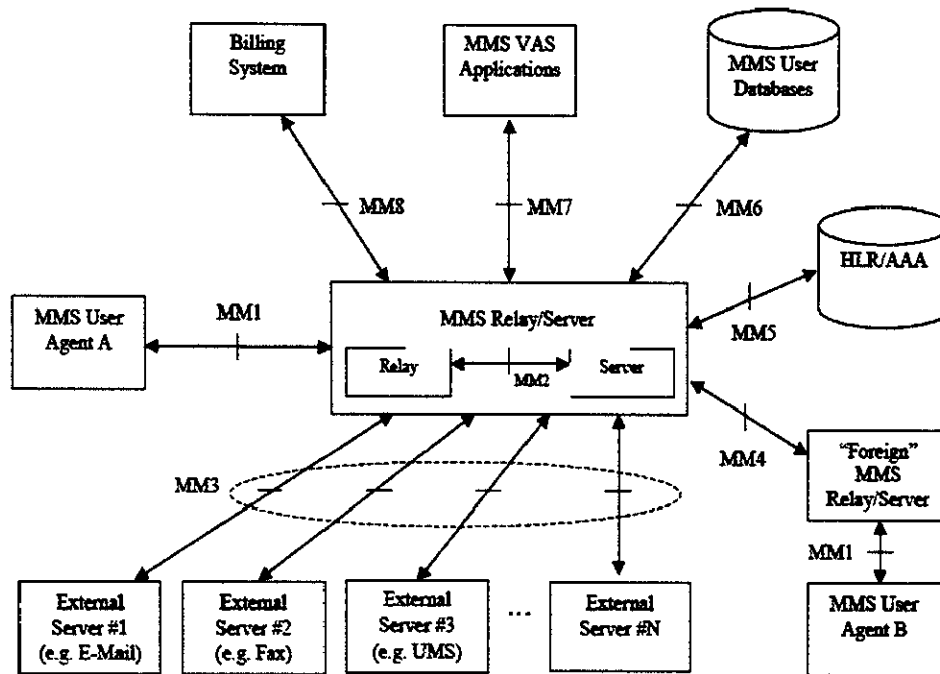 Billing
System
MMS VAS
Applications
MMS User
Databases
MM8
MM7
MM6
HLR/AAA
MMS User
Agent A
MM1
MMS Relay/Server
MM5
Relay
MM2
Server
MM4
"Foreign"
MMS
Relay/Server
MM3
MM1
External
Server #1
(e.g. E-Mail)
External
Server #2
(e.g. Fax)
External
Server #3
(e.g. UMS)
...
External
Server #N
MMS User
Agent B